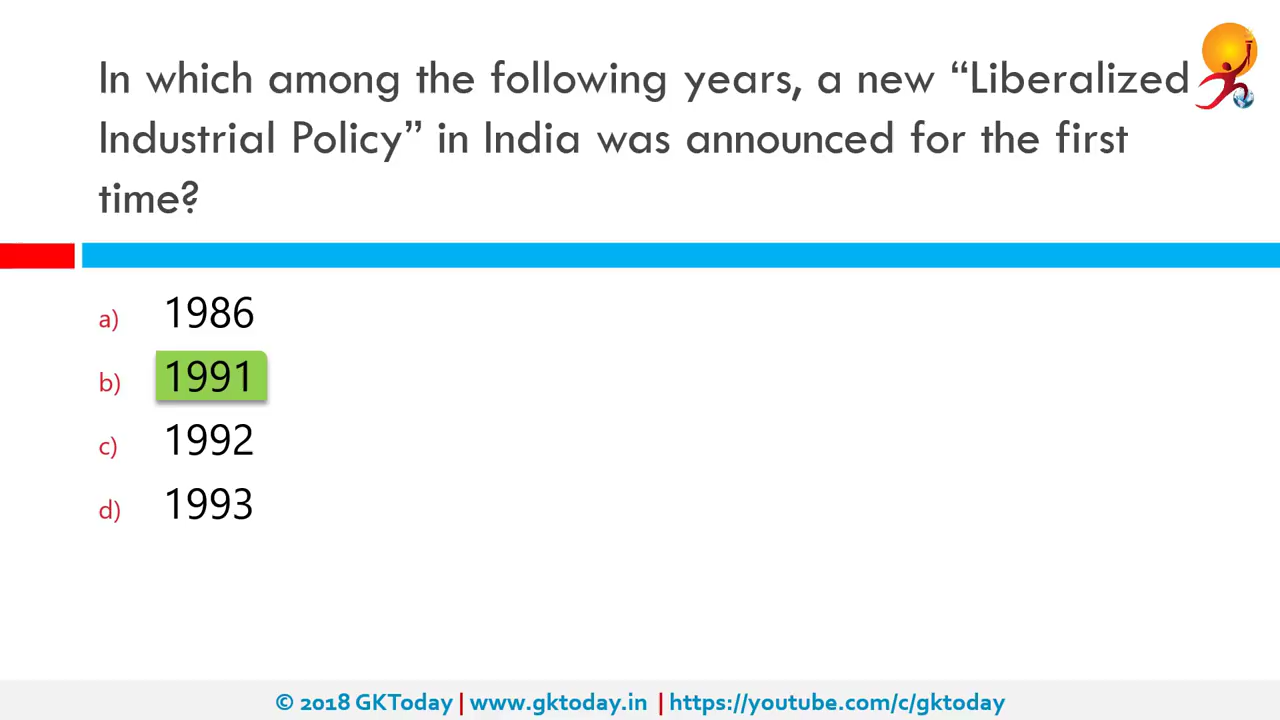 In which among the following years, a new “Liberalized
Industrial Policy” in India was announced for the first
time?
a) 1986
b) 1991
c) 1992
d) 1993
© 2018 GKToday | www.gktoday.in | https://youtube.com/c/gktoday